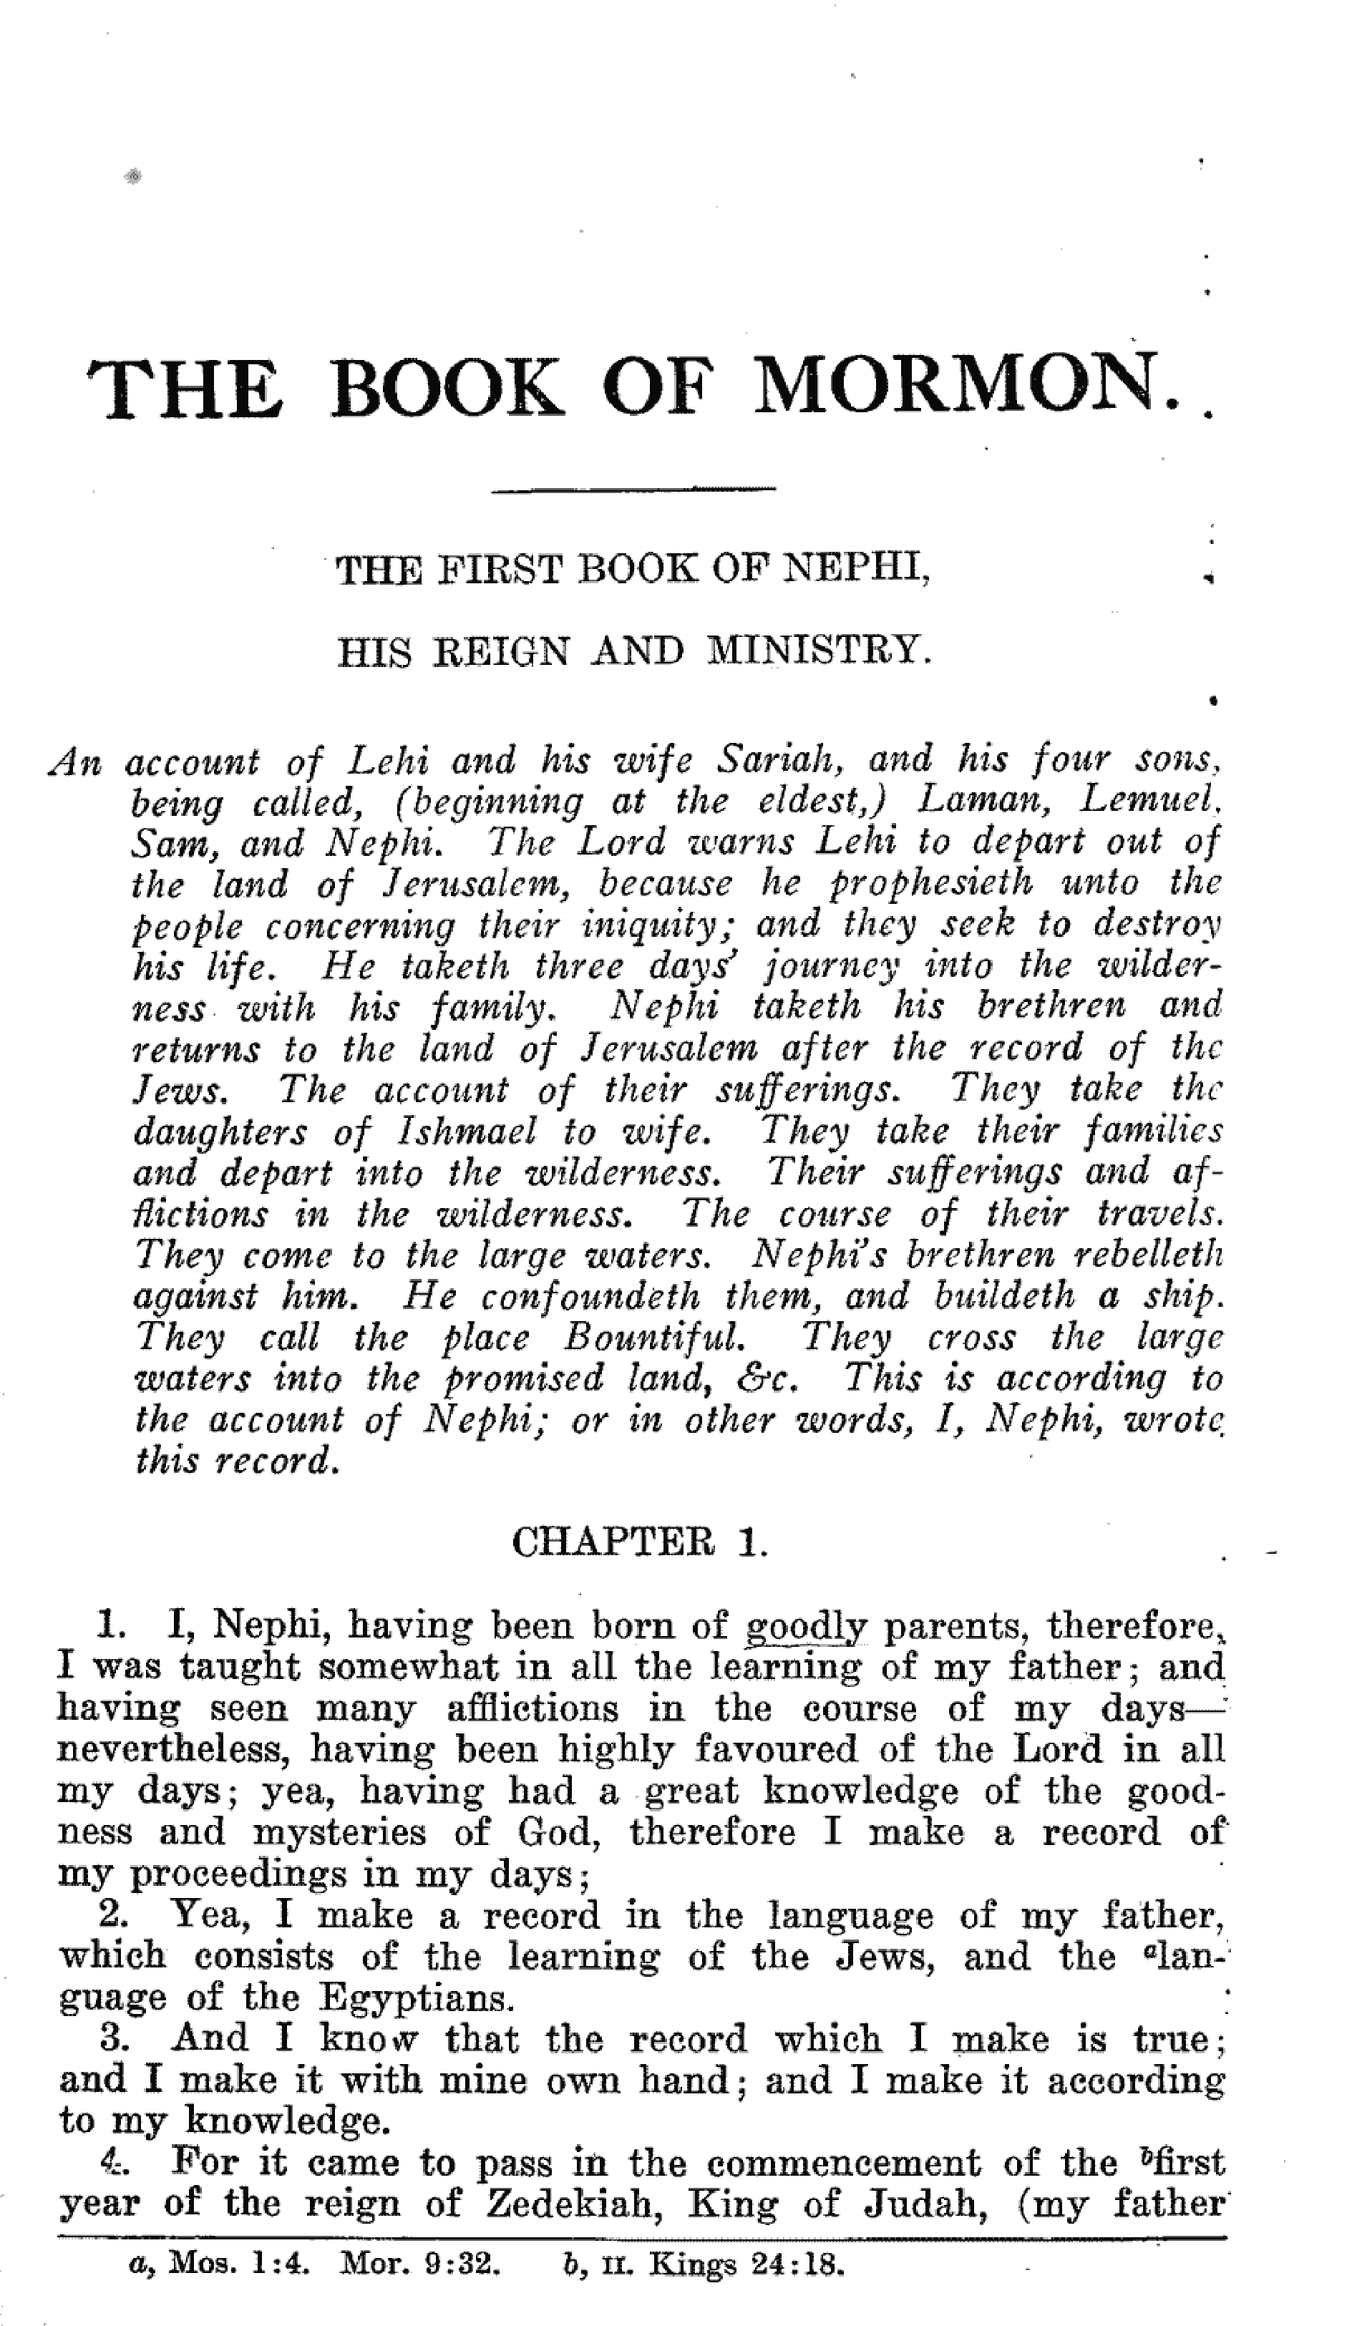 THE BOOK OF MORMON.
THE FIRST BOOK OF NEPHI,
HIS REIGN AND MINISTRY.
An account of Lehi and his wife Sariah, and his four sons,
being called, (beginning at the eldest,) Laman, Lemuel,
Sam, and Nephi. The Lord warns Lehi to depart out of
the land of Jerusalem, because he prophesieth unto the
people concerning their iniquity; and they seek to destroy
his life. He taketh three days' journey into the wilder-
ness with his family. Nephi taketh his brethren and
returns to the land of Jerusalem after the record of the
Jews. The account of their sufferings. They take the
daughters of Ishmael to wife. They take their families
and depart into the wilderness. Their sufferings and af-
flictions in the wilderness. The course of their travels.
They come to the large waters. Nephi's brethren rebelleth
against him. He confoundeth them, and buildeth a ship.
They call the place Bountiful. They cross the large
waters into the promised land, &c. This is according to
the account of Nephi; or in other words, I, Nephi, wrote
this record.
CHAPTER 1.
1. I, Nephi, having been born of goodly parents, therefore,
I was taught somewhat in all the learning of my father; and
having seen many afflictions in the course of my days—
nevertheless, having been highly favoured of the Lord in all
my days; yea, having had a great knowledge of the good-
ness and mysteries of God, therefore I make a record of
my proceedings in my days;
2. Yea, I make a record in the language of my father,
which consists of the learning of the Jews, and the alan-
guage of the Egyptians.
3. And I know that the record which I make is true;
and I make it with mine own hand; and I make it according
to my knowledge.
4. For it came to pass in the commencement of the bfirst
year of the reign of Zedekiah, King of Judah, (my father
a, Mos. 1:4. Mor. 9:32. b, II. Kings 24:18.